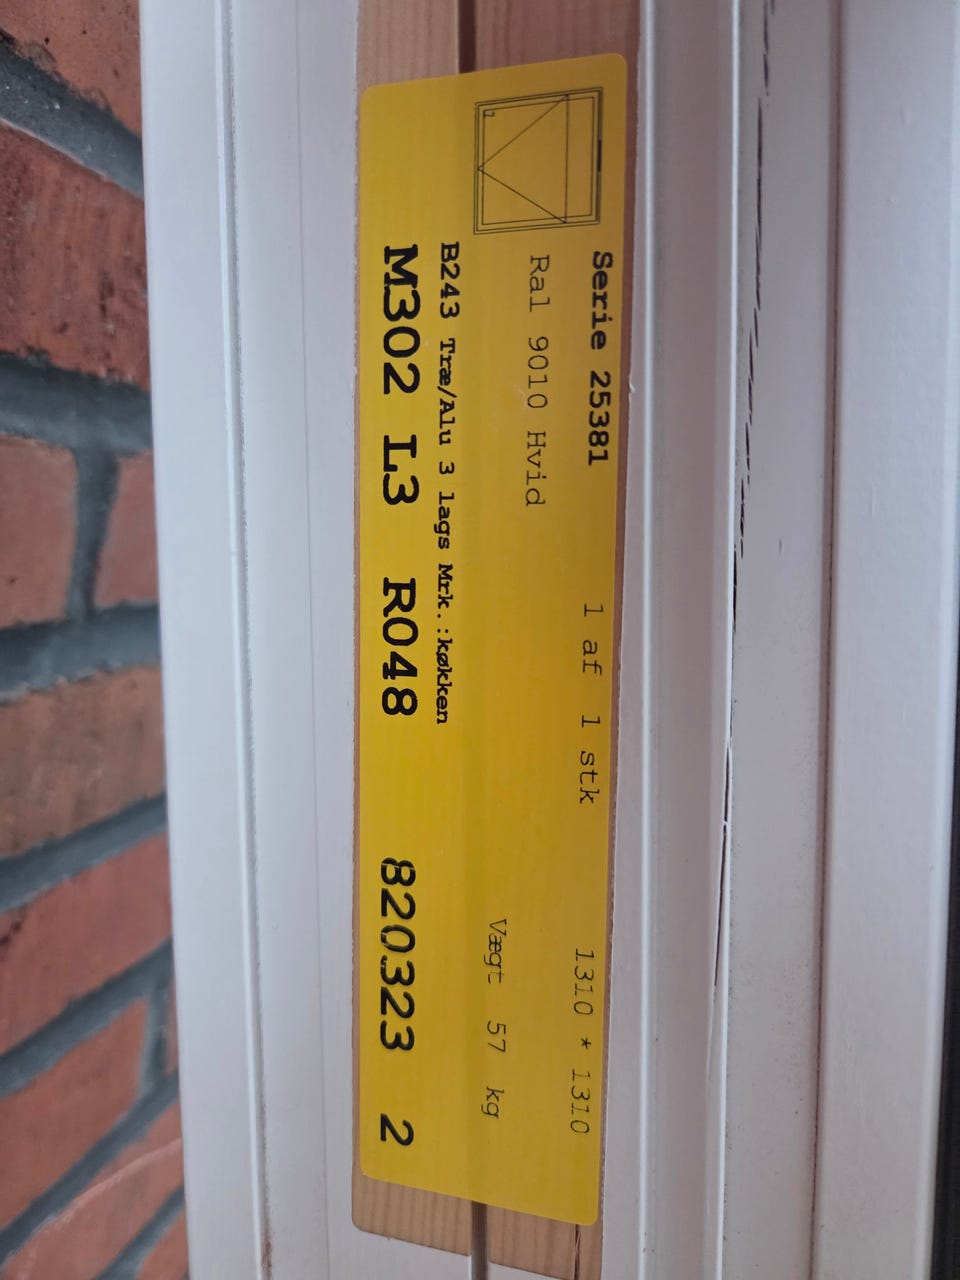 Serie 25381 1 af 1 stk 1310 * 1310
Ral 9010 Hvid
Vægt 57 kg
B243 Træ/Alu 3 lags Mrk.:køkken
M302 L3 R048 820323 2